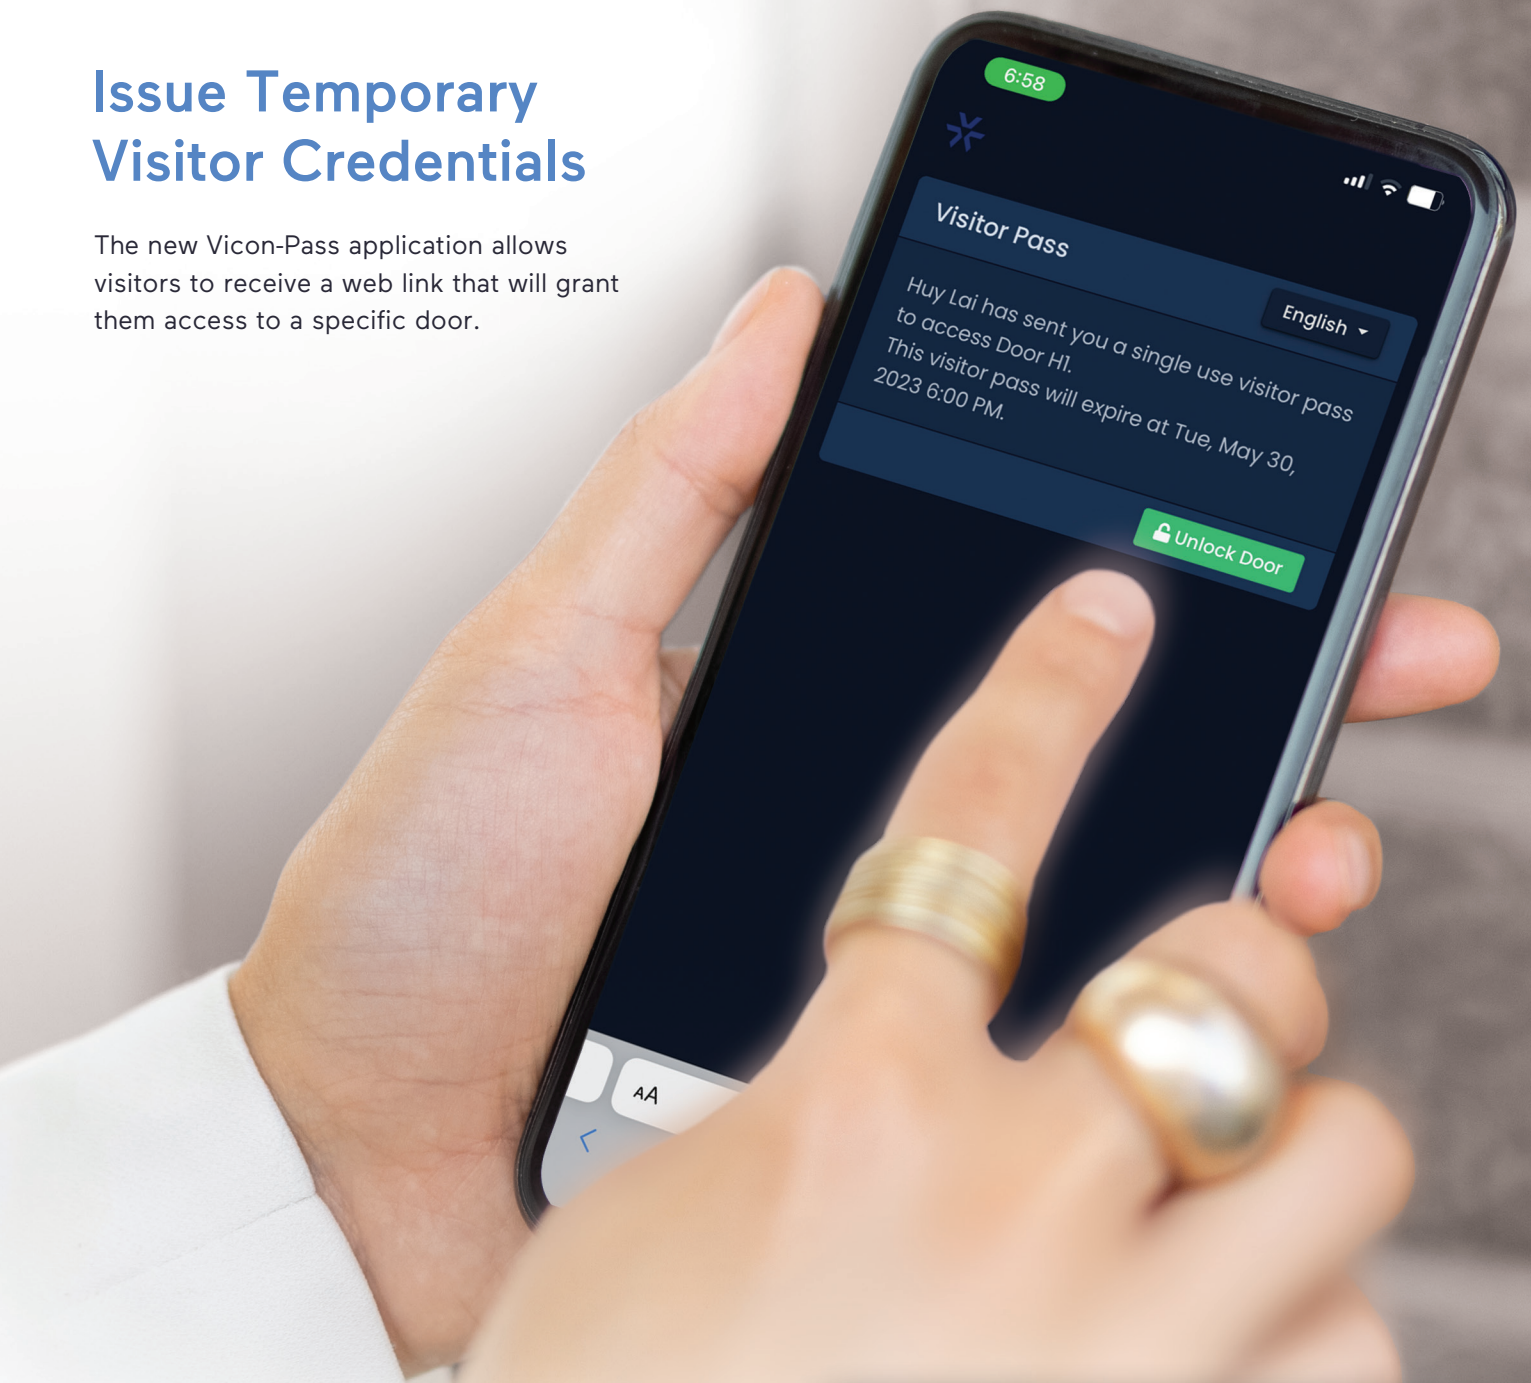 Issue Temporary
Visitor Credentials
The new Vicon-Pass application allows
visitors to receive a web link that will grant
them access to a specific door.
6:58
Visitor Pass
English
Huy Lai has sent you a single use visitor pass
to access Door H1.
This visitor pass will expire at Tue, May 30,
2023 6:00 PM.
Unlock Door
AA